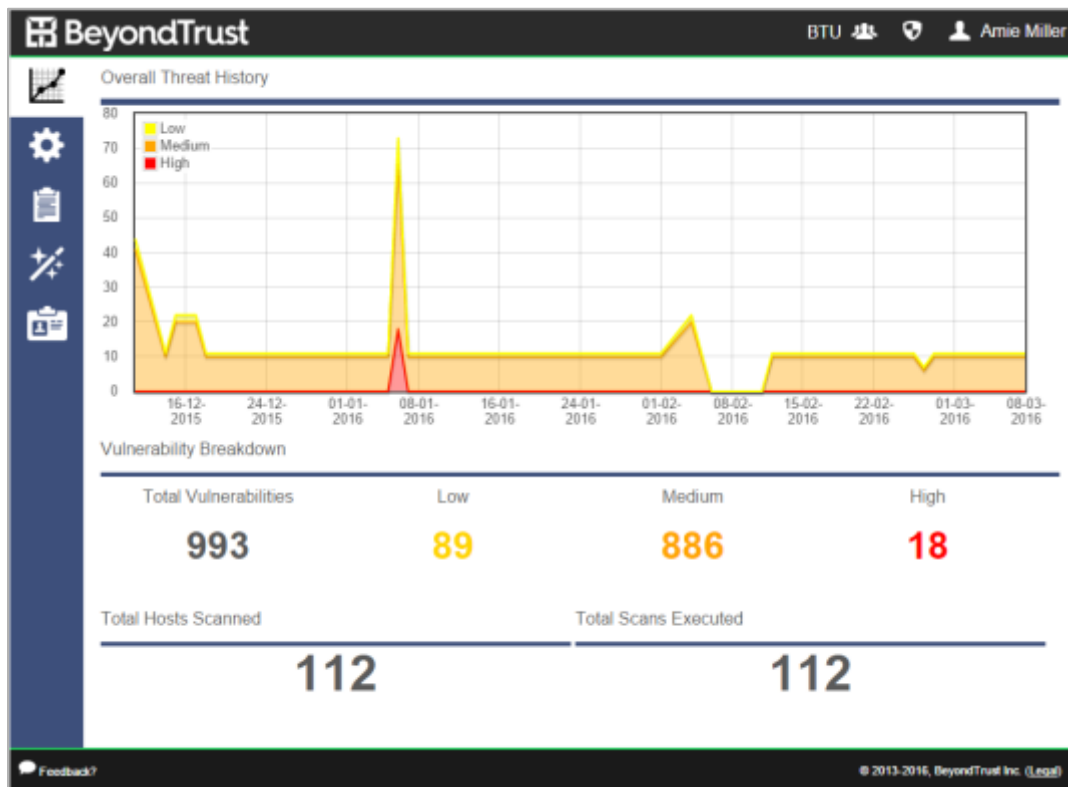 BeyondTrust
BTU
Amie Miller
Overall Threat History
80
70
60
50
40
30
20
10
0
Low
Medium
High
16-12-2015
24-12-2015
01-01-2016
08-01-2016
16-01-2016
24-01-2016
01-02-2016
08-02-2016
15-02-2016
22-02-2016
01-03-2016
08-03-2016
Vulnerability Breakdown
Total Vulnerabilities Low Medium High
993 89 886 18
Total Hosts Scanned Total Scans Executed
112 112
Feedback? © 2013-2016, BeyondTrust Inc. (Legal)